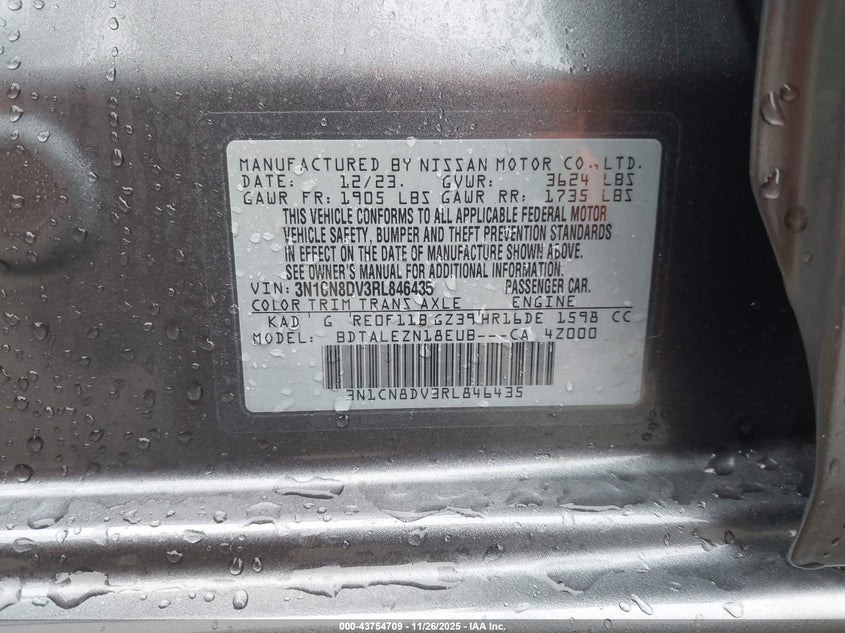 MANUFACTURED BY NISSAN MOTOR CO., LTD.
DATE: 12/23. GVWR: 3624 LBS
GAWR FR: 1905 LBS GAWR RR: 1735 LBS
THIS VEHICLE CONFORMS TO ALL APPLICABLE FEDERAL MOTOR
VEHICLE SAFETY, BUMPER AND THEFT PREVENTION STANDARDS
IN EFFECT ON THE DATE OF MANUFACTURE SHOWN ABOVE.
SEE OWNER'S MANUAL FOR ADDITIONAL INFORMATION.
VIN: 3N1CN8DV3RL846435 PASSENGER CAR.
COLOR TRIM TRANS AXLE ENGINE
KAD G RE0F11B GZ39 HR16DE 1598 CC
MODEL: BDTALEZN18EUB---CA 4Z000
3N1CN8DV3RL846435
000-43754709 - 11/26/2025 - IAA Inc.